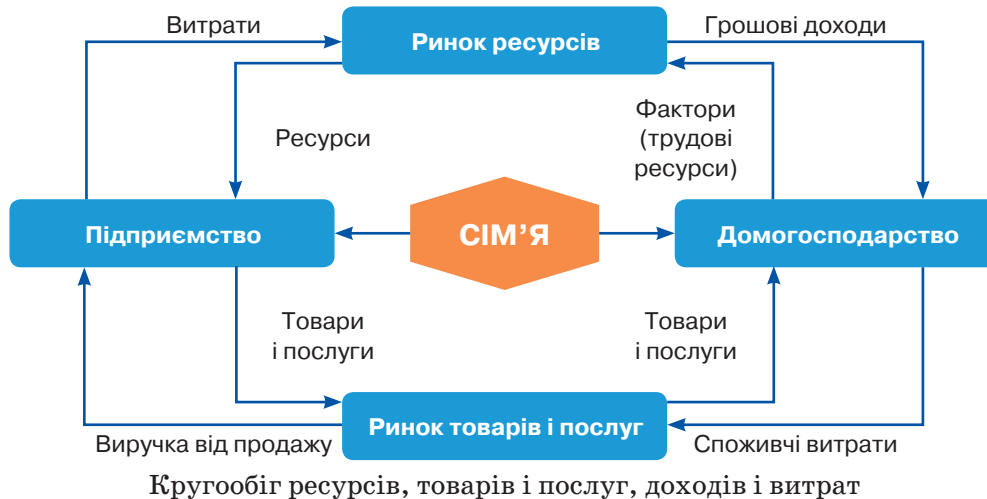 Витрати
Ринок ресурсів
Грошові доходи
Ресурси
Фактори
(трудові
ресурси)
Підприємство
СІМ’Я
Домогосподарство
Товари
і послуги
Товари
і послуги
Виручка від продажу
Ринок товарів і послуг
Споживчі витрати
Кругообіг ресурсів, товарів і послуг, доходів і витрат